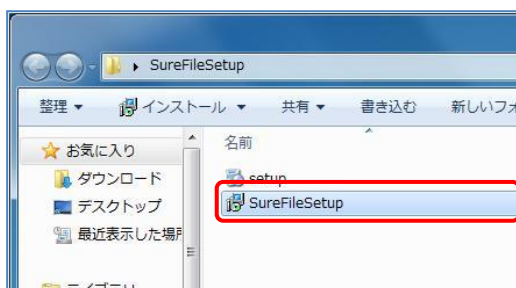 SureFileSetup
整理 インストール 共有 書き込む 新しいフォ
お気に入り
ダウンロード
デスクトップ
最近表示した場所
名前
setup
SureFileSetup